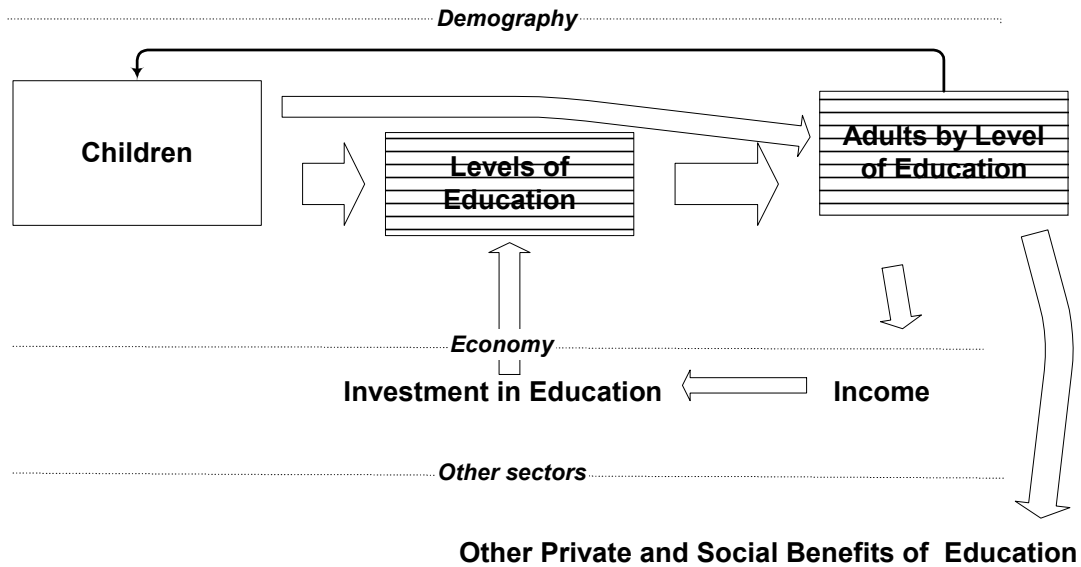 Demography
Children
Levels of
Education
Adults by Level
of Education
Economy
Investment in Education
Income
Other sectors
Other Private and Social Benefits of Education